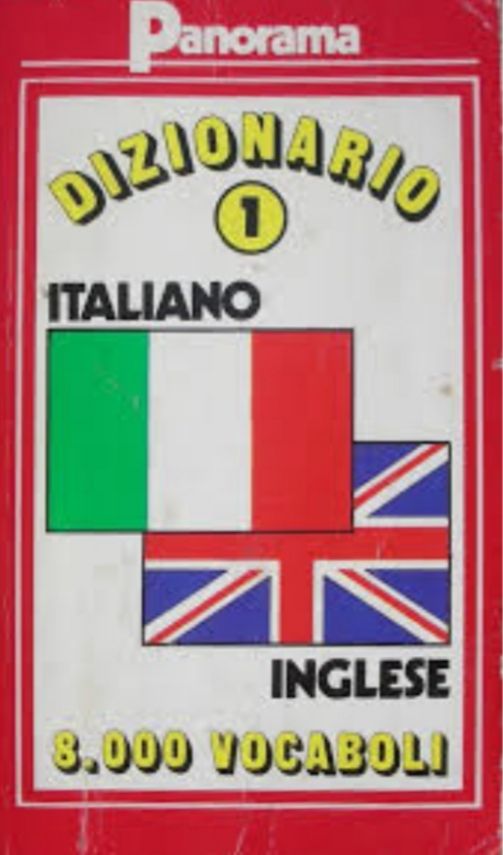 Panorama
DIZIONARIO
1
ITALIANO
INGLESE
8.000 VOCABOLI